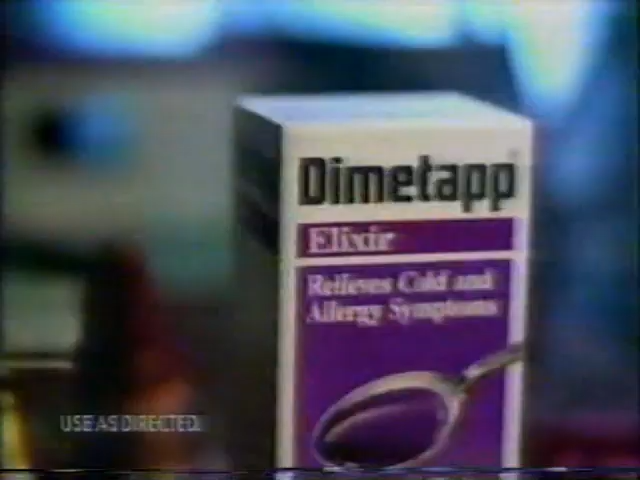 Dimetapp
Elixir
Relieves Cold and
Allergy Symptoms
USE AS DIRECTED.